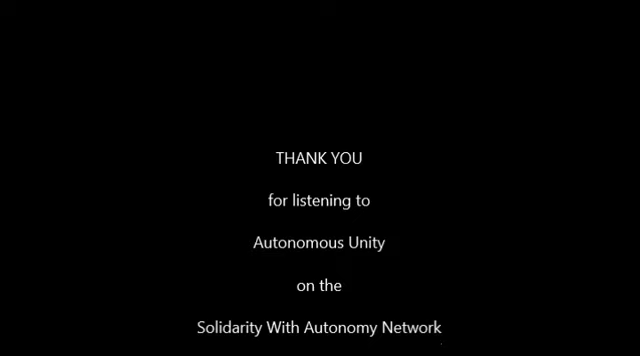 THANK YOU
for listening to
Autonomous Unity
on the
Solidarity With Autonomy Network